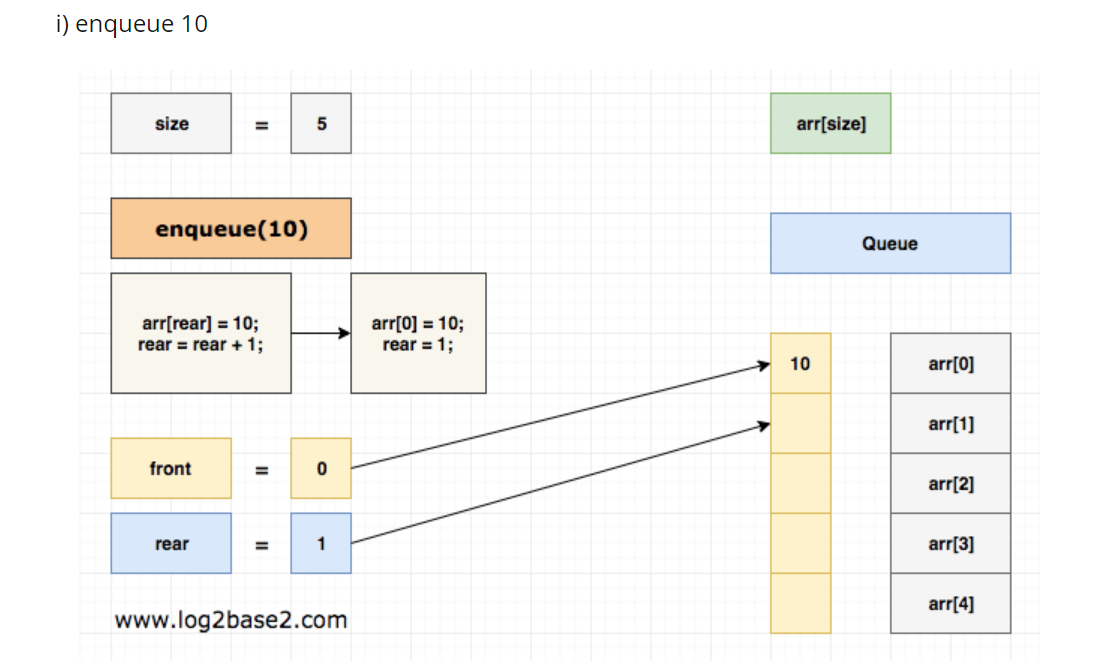 i) enqueue 10
size = 5
arr[size]
enqueue(10)
Queue
arr[rear] = 10;
rear = rear + 1;
arr[0] = 10;
rear = 1;
10
arr[0]
arr[1]
front = 0
arr[2]
rear = 1
arr[3]
arr[4]
www.log2base2.com